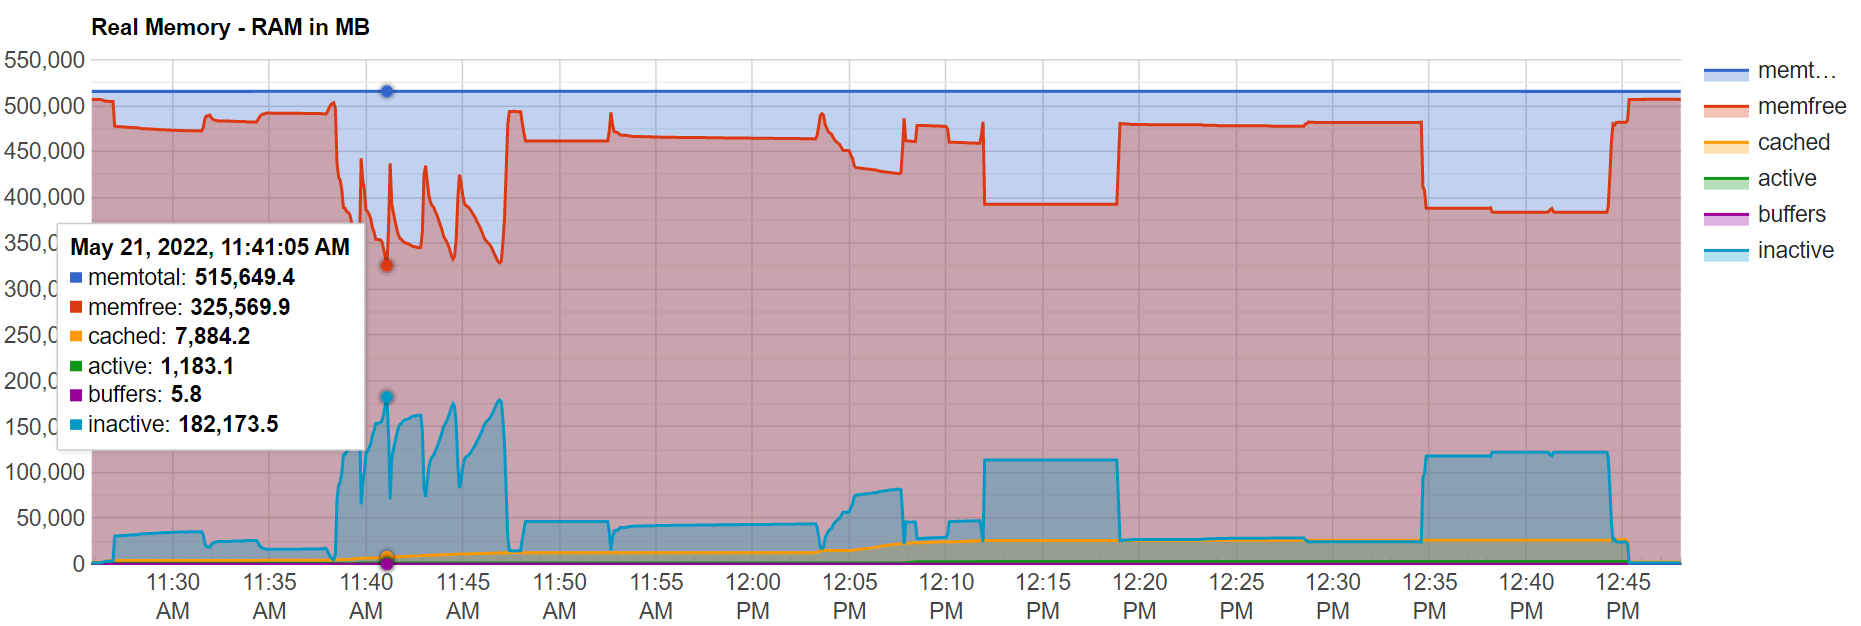 Real Memory - RAM in MB
550,000
500,000
450,000
400,000
350,0
300,0
250,0
200,0
150,0
100,000
50,000
0
May 21, 2022, 11:41:05 AM
memtotal: 515,649.4
memfree: 325,569.9
cached: 7,884.2
active: 1,183.1
buffers: 5.8
inactive: 182,173.5
11:30 AM
11:35 AM
11:40 AM
11:45 AM
11:50 AM
11:55 AM
12:00 PM
12:05 PM
12:10 PM
12:15 PM
12:20 PM
12:25 PM
12:30 PM
12:35 PM
12:40 PM
12:45 PM
memt…
memfree
cached
active
buffers
inactive